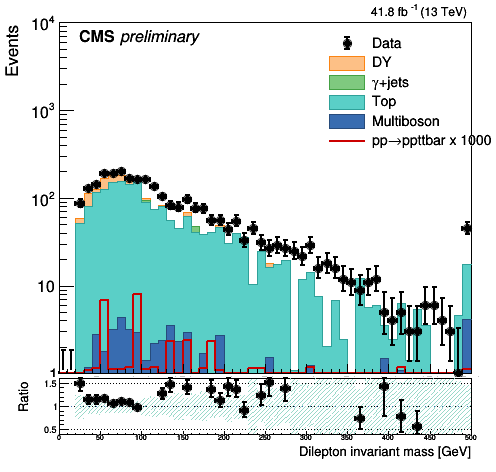 41.8 fb⁻¹ (13 TeV)
CMS preliminary
Events
10⁴
10³
10²
10
1
Data
DY
γ+jets
Top
Multiboson
pp→ppttbar x 1000
Ratio
1.5
1
0.5
0 50 100 150 200 250 300 350 400 450 500
Dilepton invariant mass [GeV]